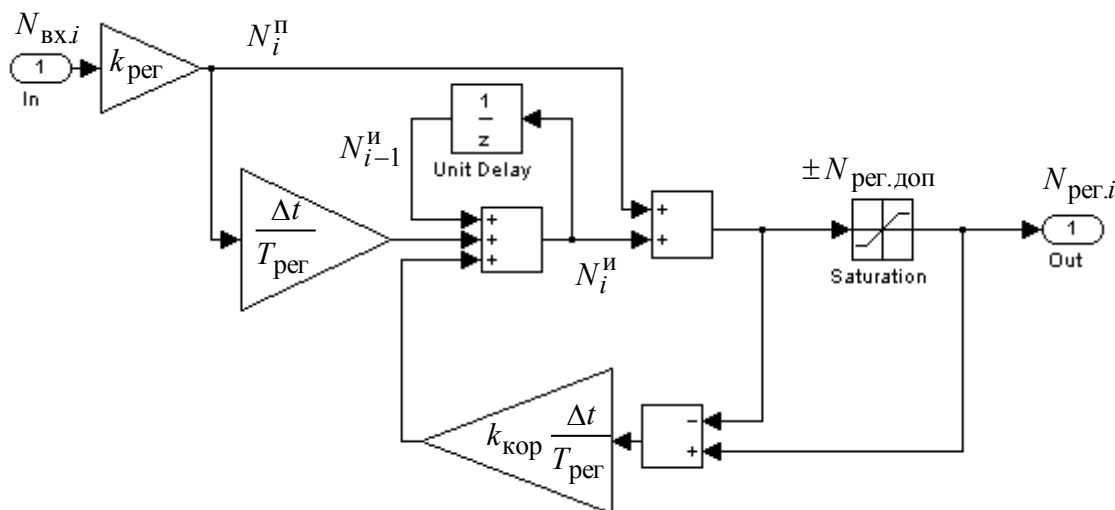 N_вх.i
1
In
k_рег
N_i^п
1
z
Unit Delay
N_{i–1}^и
Δt
T_рег
+
+
+
N_i^и
+
+
± N_рег.доп
Saturation
N_рег.i
1
Out
k_кор Δt
T_рег
–
+